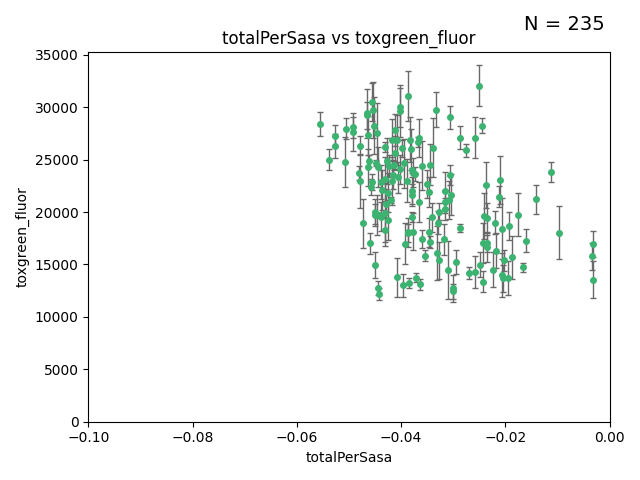 N = 235
totalPerSasa vs toxgreen_fluor
35000
30000
25000
20000
15000
10000
5000
0
toxgreen_fluor
−0.10 −0.08 −0.06 −0.04 −0.02 0.00
totalPerSasa